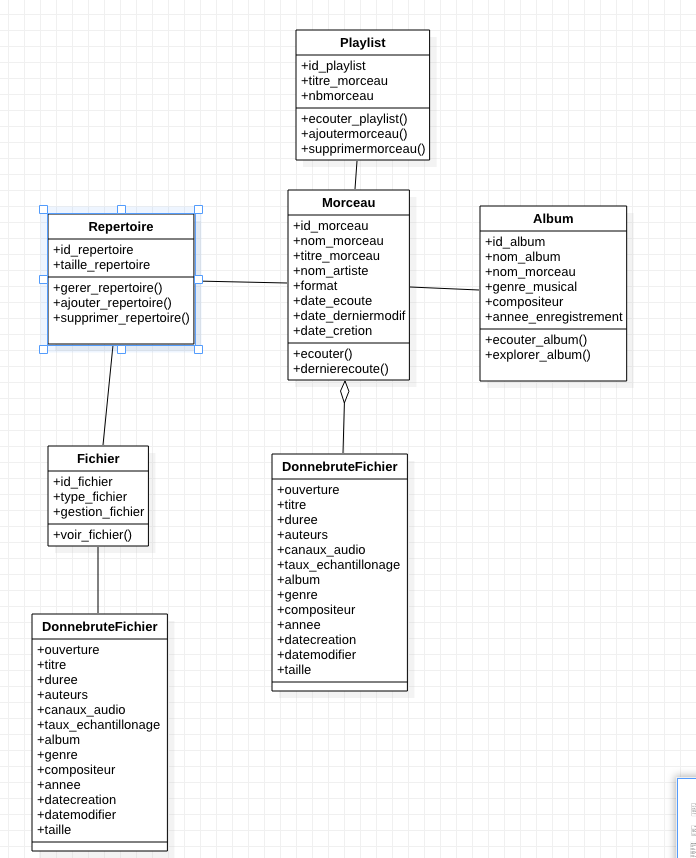 Playlist
+id_playlist
+titre_morceau
+nbmorceau
+ecouter_playlist()
+ajoutermorceau()
+supprimermorceau()
Repertoire
+id_repertoire
+taille_repertoire
+gerer_repertoire()
+ajouter_repertoire()
+supprimer_repertoire()
Morceau
+id_morceau
+nom_morceau
+titre_morceau
+nom_artiste
+format
+date_ecoute
+date_derniermodif
+date_cretion
+ecouter()
+dernierecoute()
Album
+id_album
+nom_album
+nom_morceau
+genre_musical
+compositeur
+annee_enregistrement
+ecouter_album()
+explorer_album()
Fichier
+id_fichier
+type_fichier
+gestion_fichier
+voir_fichier()
DonnebruteFichier
+ouverture
+titre
+duree
+auteurs
+canaux_audio
+taux_echantillonage
+album
+genre
+compositeur
+annee
+datecreation
+datemodifier
+taille
DonnebruteFichier
+ouverture
+titre
+duree
+auteurs
+canaux_audio
+taux_echantillonage
+album
+genre
+compositeur
+annee
+datecreation
+datemodifier
+taille